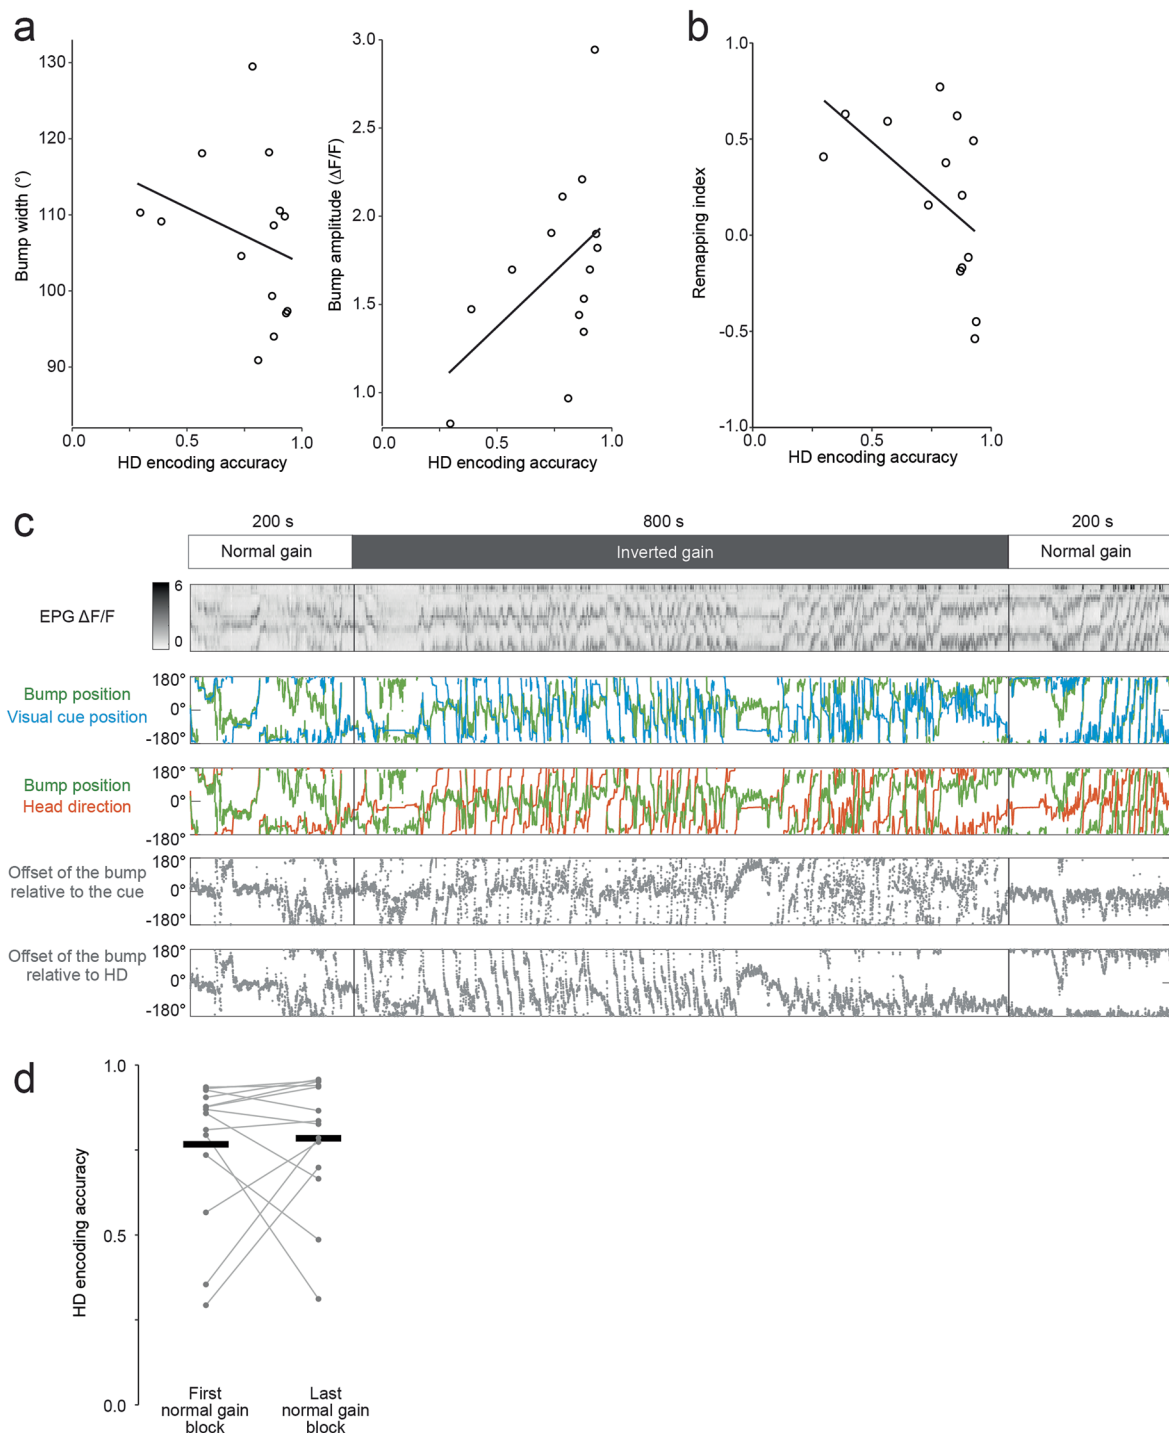 a
130
120
110
100
90
Bump width (°)
0.0
0.5
1.0
HD encoding accuracy
3.0
2.5
2.0
1.5
1.0
Bump amplitude (ΔF/F)
0.0
0.5
1.0
HD encoding accuracy
b
1.0
0.5
0.0
-0.5
-1.0
Remapping index
0.0
0.5
1.0
HD encoding accuracy
c
200 s
800 s
200 s
Normal gain
Inverted gain
Normal gain
EPG ΔF/F
6
0
Bump position
Visual cue position
180°
0°
-180°
Bump position
Head direction
180°
0°
-180°
Offset of the bump
relative to the cue
180°
0°
-180°
Offset of the bump
relative to HD
180°
0°
-180°
d
1.0
0.5
0.0
HD encoding accuracy
First
normal gain
block
Last
normal gain
block